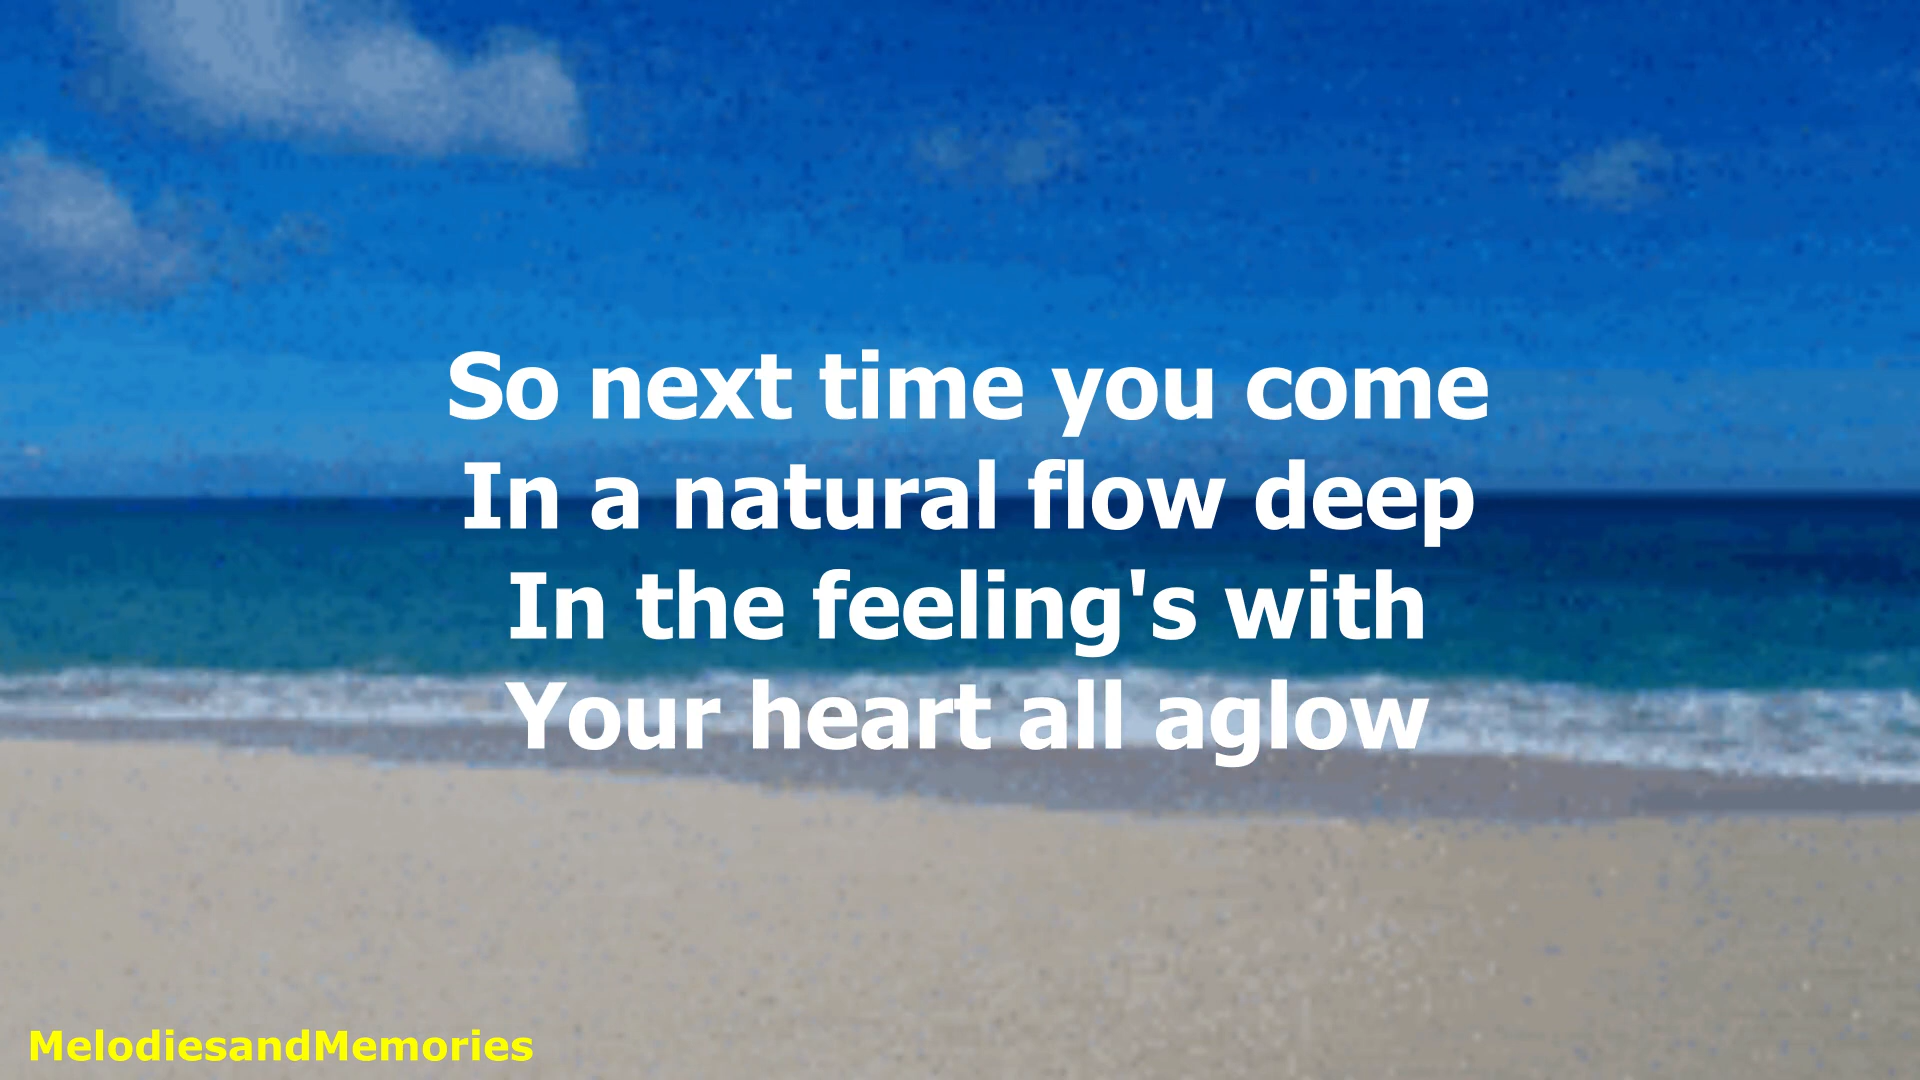 So next time you come
In a natural flow deep
In the feeling's with
Your heart all aglow
MelodiesandMemories